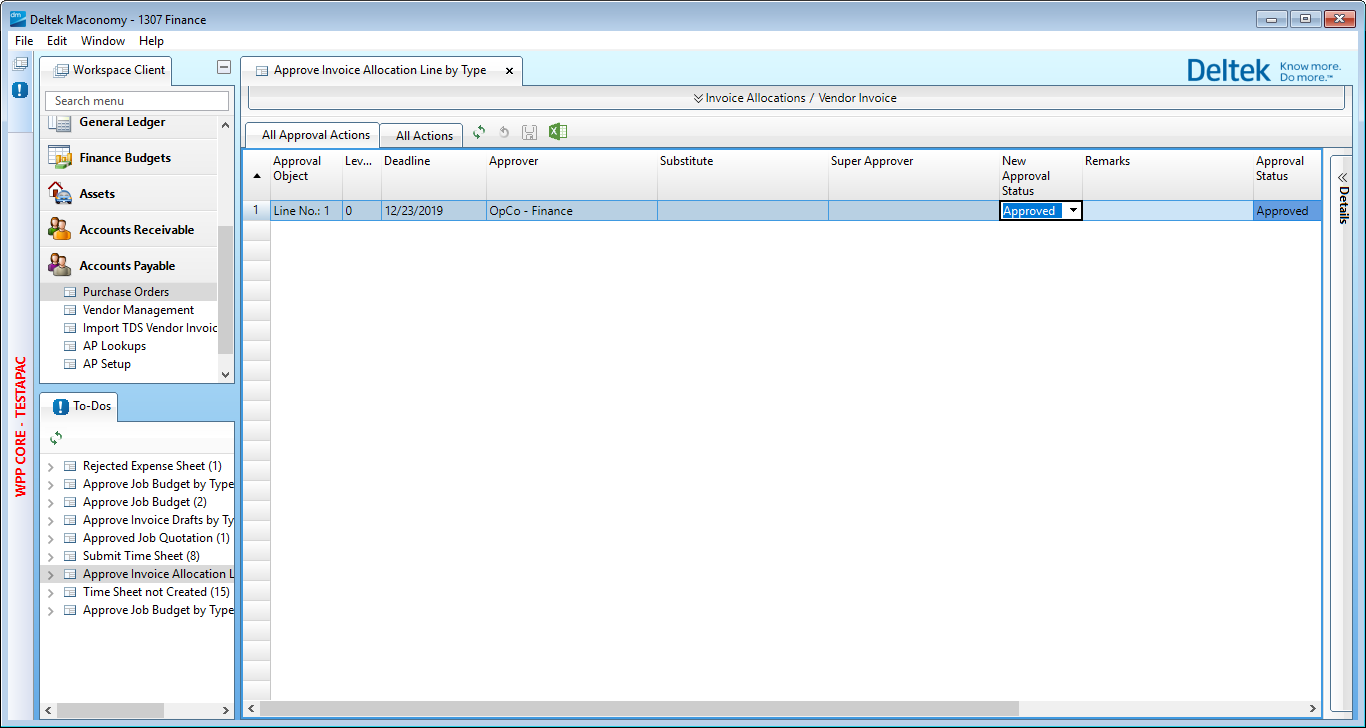 Deltek Maconomy - 1307 Finance
File Edit Window Help
Workspace Client
Approve Invoice Allocation Line by Type
Deltek Know more. Do more.™
Search menu
Invoice Allocations / Vendor Invoice
General Ledger
Finance Budgets
Assets
Accounts Receivable
Accounts Payable
Purchase Orders
Vendor Management
Import TDS Vendor Invoic
AP Lookups
AP Setup
All Approval Actions All Actions
Approval Object Lev... Deadline Approver Substitute Super Approver New Approval Status Remarks Approval Status
1 Line No.: 1 0 12/23/2019 OpCo - Finance Approved Approved
Details
WPP CORE - TESTAPAC
To-Dos
Rejected Expense Sheet (1)
Approve Job Budget by Type
Approve Job Budget (2)
Approve Invoice Drafts by Ty
Approved Job Quotation (1)
Submit Time Sheet (8)
Approve Invoice Allocation L
Time Sheet not Created (15)
Approve Job Budget by Type